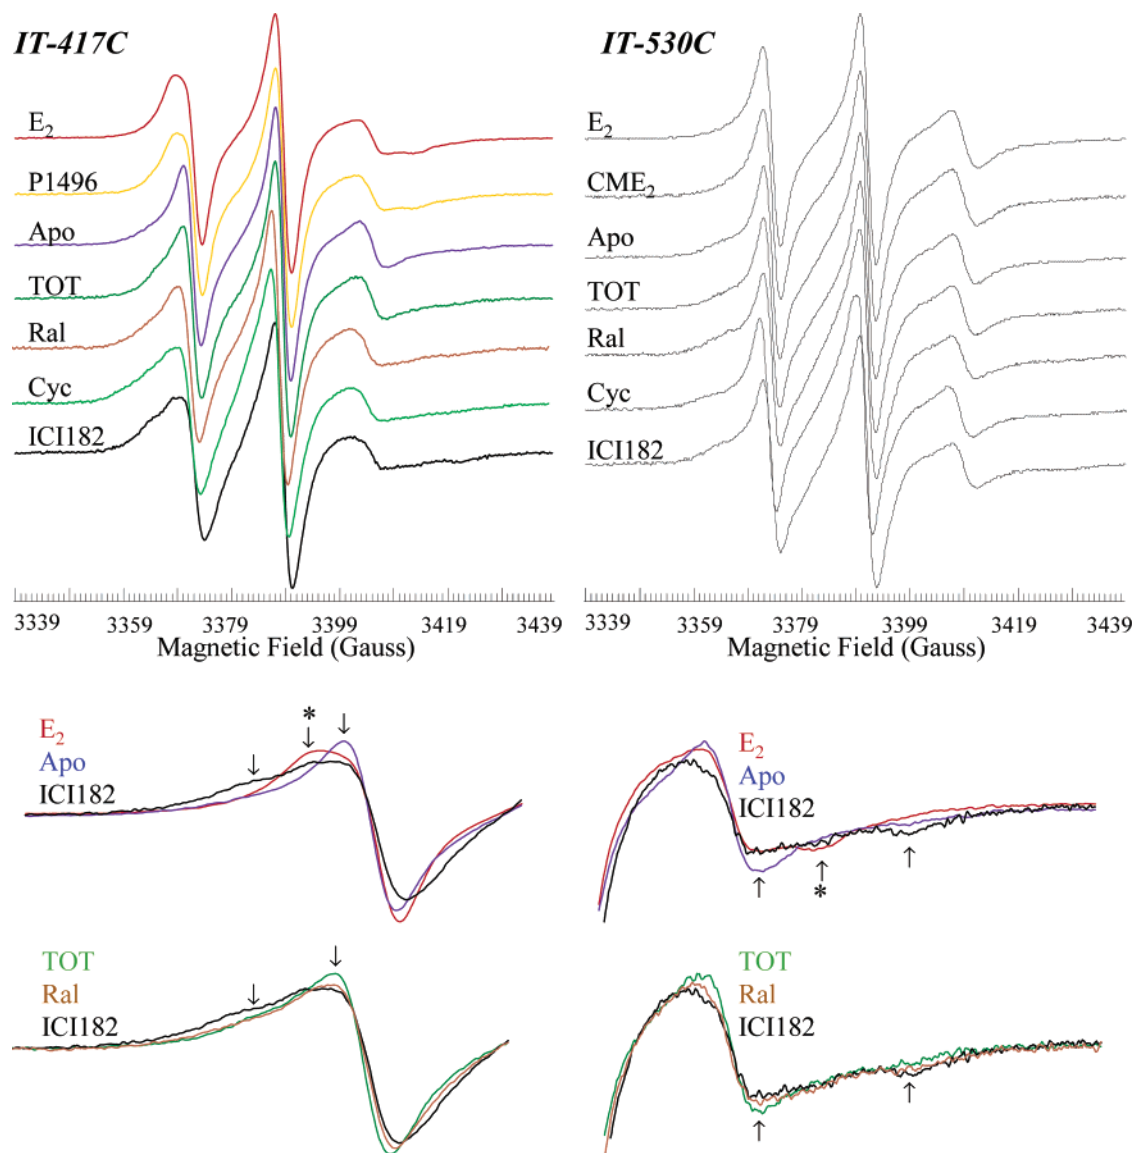 IT-417C
E₂
P1496
Apo
TOT
Ral
Cyc
ICI182
3339 3359 3379 3399 3419 3439
Magnetic Field (Gauss)
IT-530C
E₂
CME₂
Apo
TOT
Ral
Cyc
ICI182
3339 3359 3379 3399 3419 3439
Magnetic Field (Gauss)
E₂
Apo
ICI182
*
E₂
Apo
ICI182
*
TOT
Ral
ICI182
TOT
Ral
ICI182